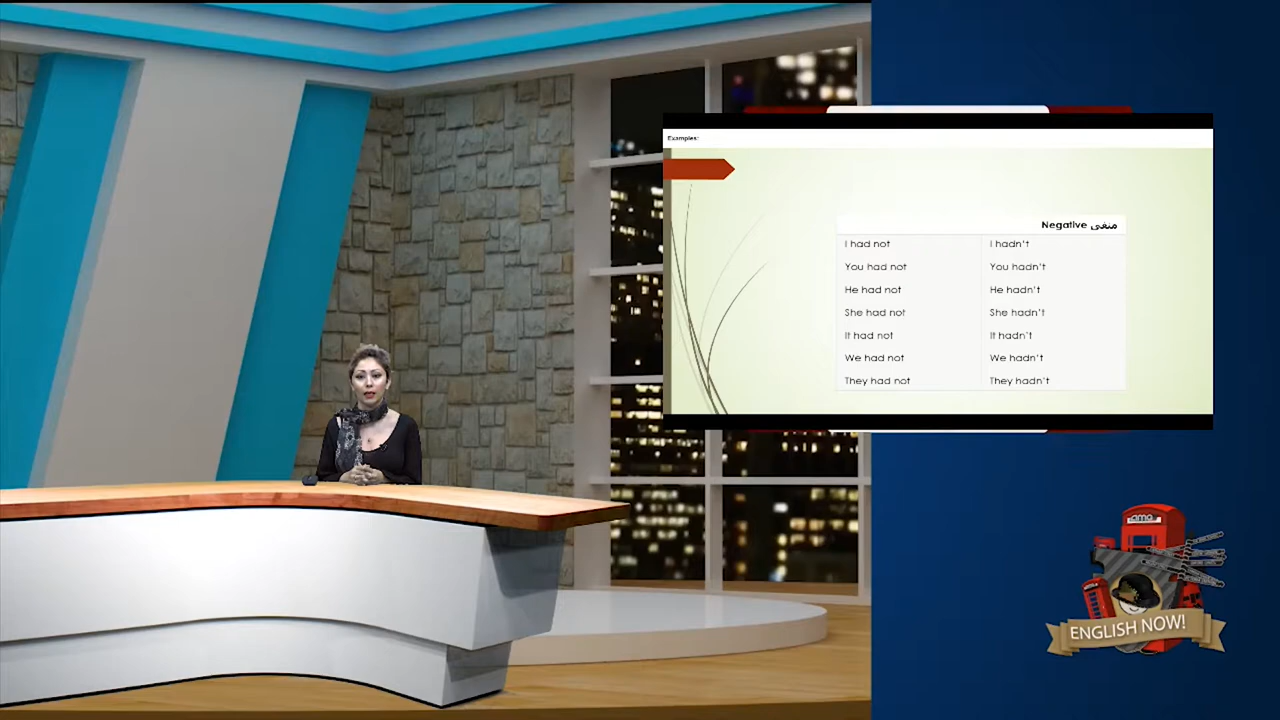 Examples:
Negative منفی
I had not I hadn't
You had not You hadn't
He had not He hadn't
She had not She hadn't
It had not It hadn't
We had not We hadn't
They had not They hadn't
ENGLISH NOW!